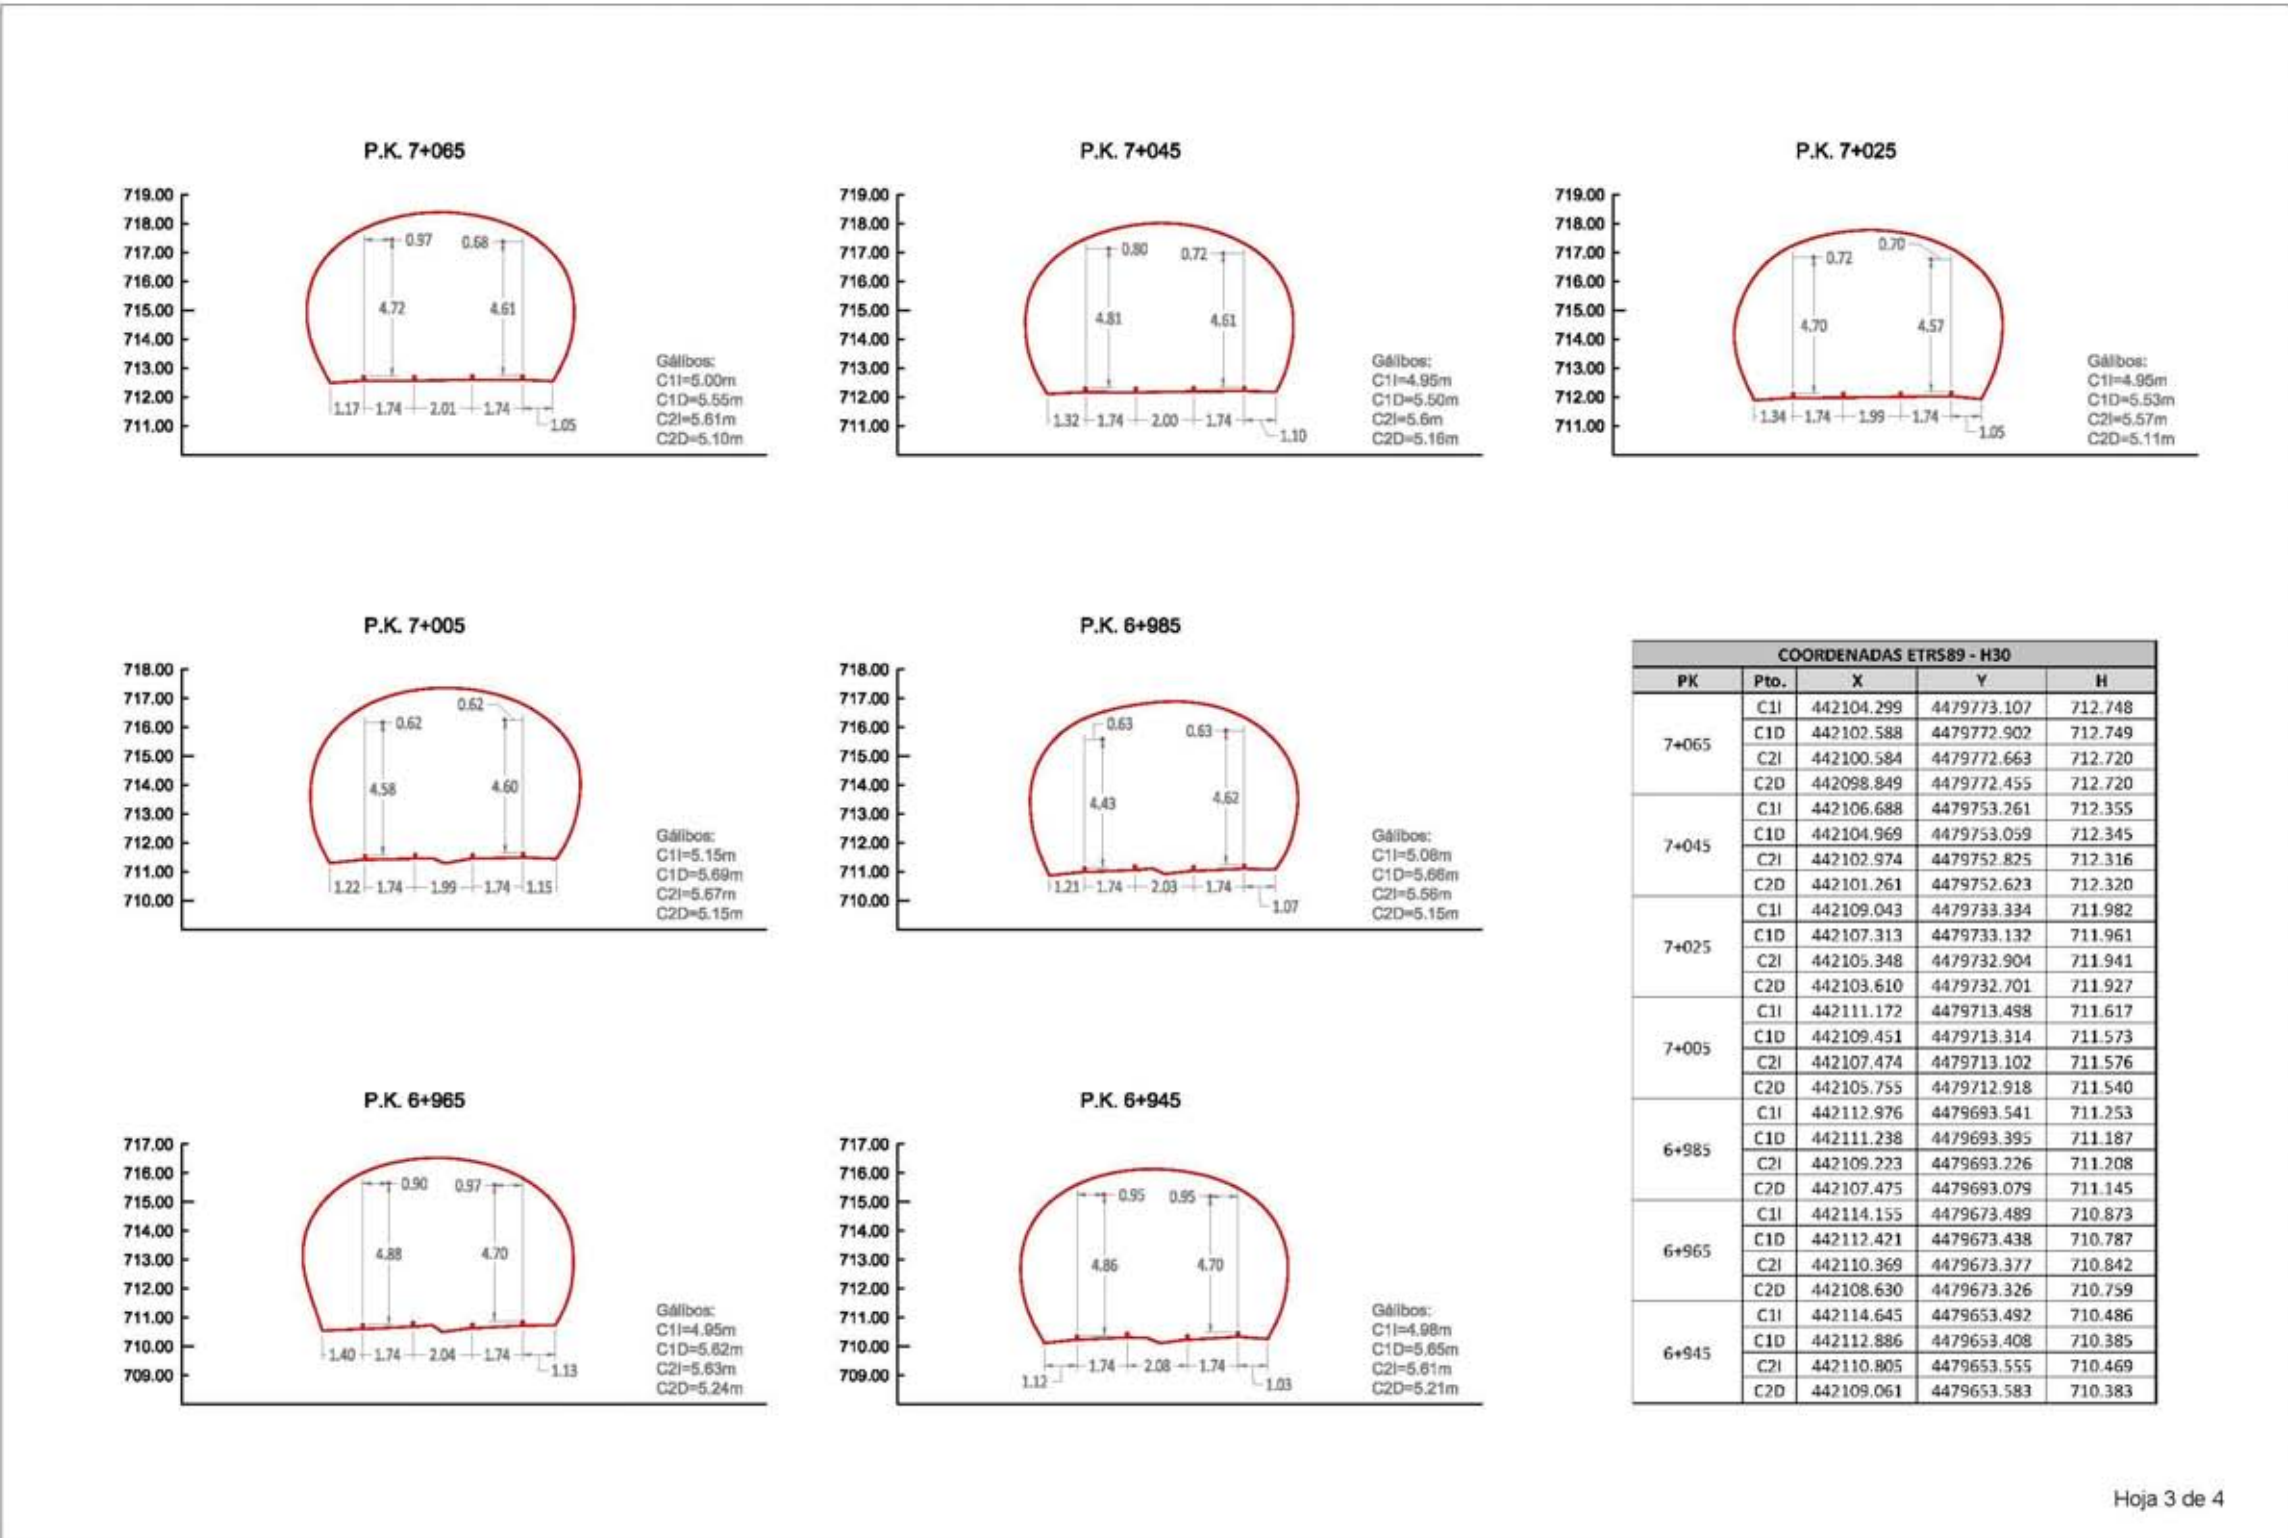 P.K. 7+065
719.00
718.00
717.00
716.00
715.00
714.00
713.00
712.00
711.00
0.97 0.68
4.72 4.61
1.17 1.74 2.01 1.74 1.05
Gálibos:
C1I=5.00m
C1D=5.55m
C2I=5.61m
C2D=5.10m
P.K. 7+045
719.00
718.00
717.00
716.00
715.00
714.00
713.00
712.00
711.00
0.80 0.72
4.81 4.61
1.32 1.74 2.00 1.74 1.10
Gálibos:
C1I=4.95m
C1D=5.50m
C2I=5.6m
C2D=5.16m
P.K. 7+025
719.00
718.00
717.00
716.00
715.00
714.00
713.00
712.00
711.00
0.72 0.70
4.70 4.57
1.34 1.74 1.99 1.74 1.05
Gálibos:
C1I=4.95m
C1D=5.53m
C2I=5.57m
C2D=5.11m
P.K. 7+005
718.00
717.00
716.00
715.00
714.00
713.00
712.00
711.00
710.00
0.62 0.62
4.58 4.60
1.22 1.74 1.99 1.74 1.15
Gálibos:
C1I=5.15m
C1D=5.69m
C2I=5.67m
C2D=5.15m
P.K. 6+985
718.00
717.00
716.00
715.00
714.00
713.00
712.00
711.00
710.00
0.63 0.63
4.43 4.62
1.21 1.74 2.03 1.74 1.07
Gálibos:
C1I=5.08m
C1D=5.66m
C2I=5.56m
C2D=5.15m
P.K. 6+965
717.00
716.00
715.00
714.00
713.00
712.00
711.00
710.00
709.00
0.90 0.97
4.88 4.70
1.40 1.74 2.04 1.74 1.13
Gálibos:
C1I=4.95m
C1D=5.62m
C2I=5.63m
C2D=5.24m
P.K. 6+945
717.00
716.00
715.00
714.00
713.00
712.00
711.00
710.00
709.00
0.95 0.95
4.86 4.70
1.12 1.74 2.08 1.74 1.03
Gálibos:
C1I=4.98m
C1D=5.65m
C2I=5.61m
C2D=5.21m
COORDENADAS ETRS89 - H30
PK Pto. X Y H
7+065
C1I 442104.299 4479773.107 712.748
C1D 442102.588 4479772.902 712.749
C2I 442100.584 4479772.663 712.720
C2D 442098.849 4479772.455 712.720
7+045
C1I 442106.688 4479753.261 712.355
C1D 442104.969 4479753.059 712.345
C2I 442102.974 4479752.825 712.316
C2D 442101.261 4479752.623 712.320
7+025
C1I 442109.043 4479733.334 711.982
C1D 442107.313 4479733.132 711.961
C2I 442105.348 4479732.904 711.941
C2D 442103.610 4479732.701 711.927
7+005
C1I 442111.172 4479713.498 711.617
C1D 442109.451 4479713.314 711.573
C2I 442107.474 4479713.102 711.576
C2D 442105.755 4479712.918 711.540
6+985
C1I 442112.976 4479693.541 711.253
C1D 442111.238 4479693.395 711.187
C2I 442109.223 4479693.226 711.208
C2D 442107.475 4479693.079 711.145
6+965
C1I 442114.155 4479673.489 710.873
C1D 442112.421 4479673.438 710.787
C2I 442110.369 4479673.377 710.842
C2D 442108.630 4479673.326 710.759
6+945
C1I 442114.645 4479653.492 710.486
C1D 442112.886 4479653.408 710.385
C2I 442110.805 4479653.555 710.469
C2D 442109.061 4479653.583 710.383
Hoja 3 de 4